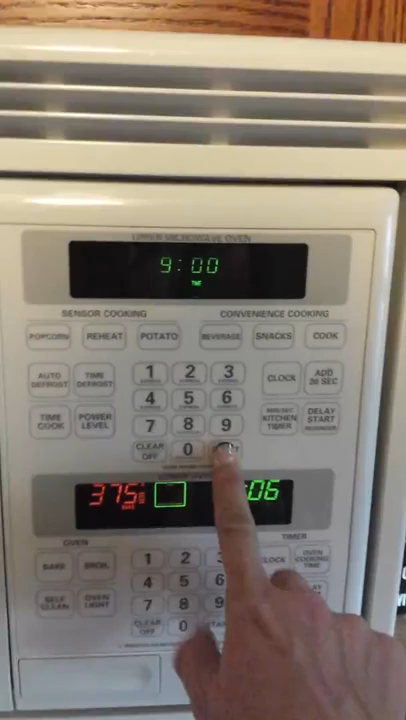 UPPER MICROWAVE OVEN
9:00
TIME
SENSOR COOKING
CONVENIENCE COOKING
POPCORN REHEAT POTATO BEVERAGE SNACKS COOK
AUTO DEFROST TIME DEFROST 1 2 3 CLOCK ADD 30 SEC
TIME COOK POWER LEVEL 4 5 6 KITCHEN TIMER DELAY START
7 8 9
CLEAR OFF 0
375 :06
BAKE
OVEN
TIMER
BAKE BROIL 1 2 3 CLOCK OVEN COOKING TIME
SELF CLEAN OVEN LIGHT 4 5 6
7 8 9
CLEAR OFF 0